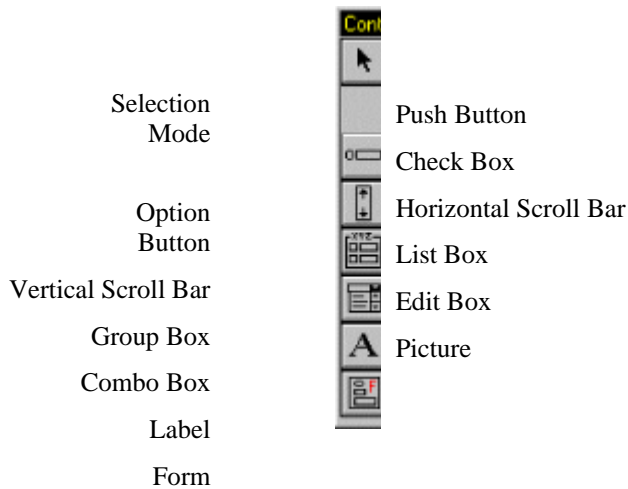 Cont
Selection
Mode
Option
Button
Vertical Scroll Bar
Group Box
Combo Box
Label
Form
XYZ
A
F
Push Button
Check Box
Horizontal Scroll Bar
List Box
Edit Box
Picture